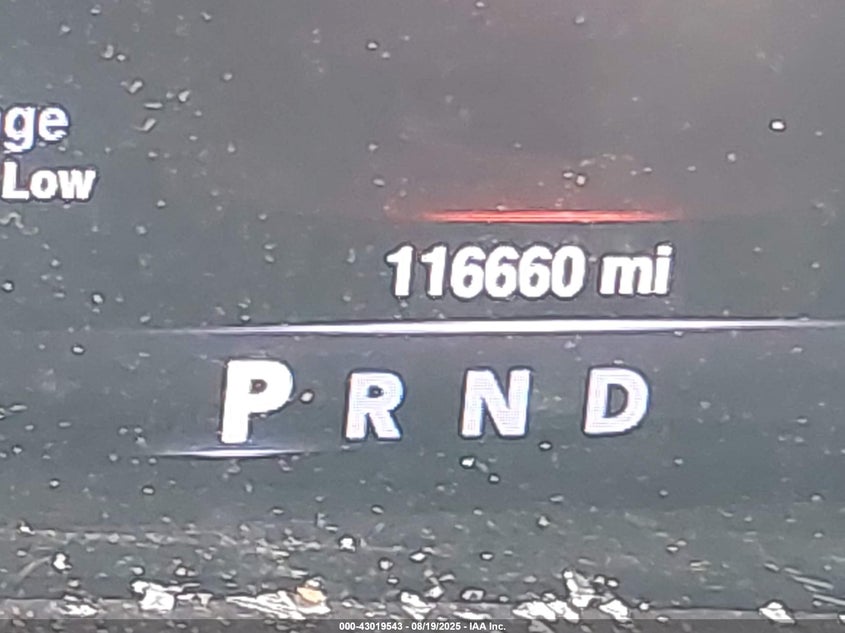 ge
Low
116660 mi
P R N D
000-43019543 - 08/19/2025 - IAA Inc.